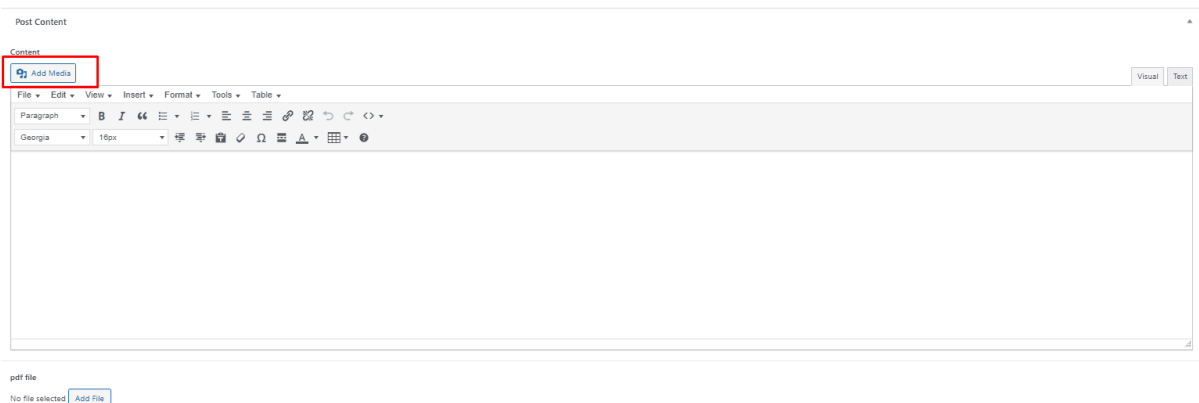 Post Content
Content
Add Media
Visual Text
File Edit View Insert Format Tools Table
Paragraph
Georgia 16px
pdf file
No file selected Add File